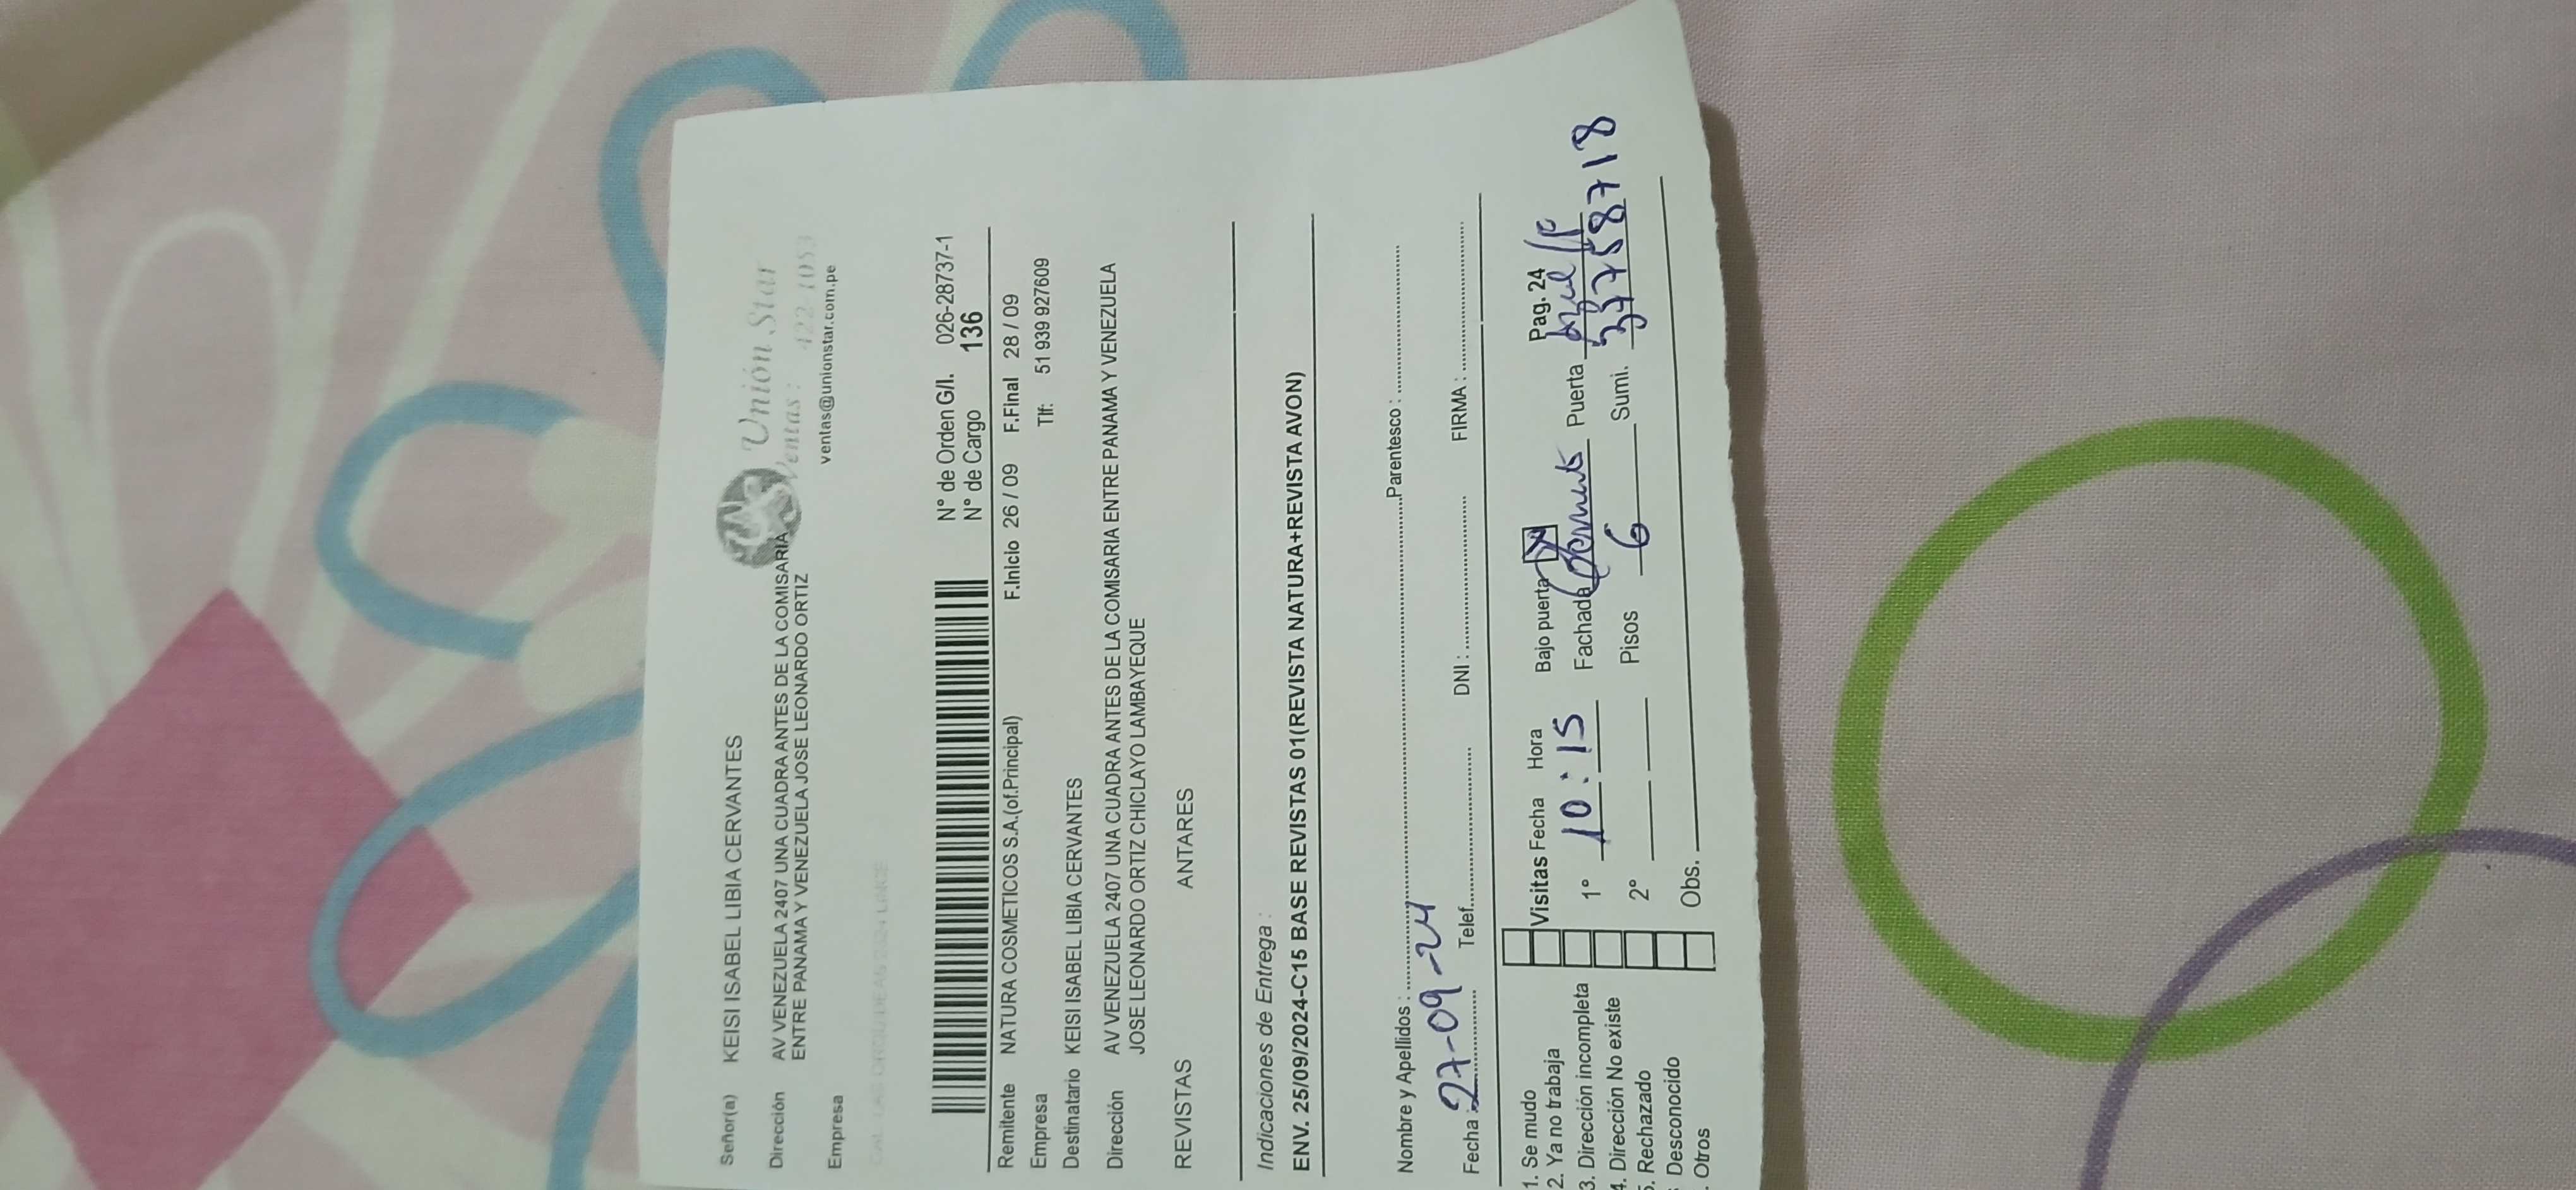 Señor(a) KEISI ISABEL LIBIA CERVANTES
Unión Star
Dirección AV VENEZUELA 2407 UNA CUADRA ANTES DE LA COMISARIA
ENTRE PANAMA Y VENEZUELA JOSE LEONARDO ORTIZ
Ventas: 422 1053
ventas@unionstar.com.pe
Empresa
N° de Orden G/I. 026-28737-1
N° de Cargo 136
Remitente NATURA COSMETICOS S.A.(of.Principal) F.Inicio 26 / 09 F.Final 28 / 09
Empresa Tlf: 51 939 927609
Destinatario KEISI ISABEL LIBIA CERVANTES
Dirección AV VENEZUELA 2407 UNA CUADRA ANTES DE LA COMISARIA ENTRE PANAMA Y VENEZUELA
JOSE LEONARDO ORTIZ CHICLAYO LAMBAYEQUE
REVISTAS ANTARES
Indicaciones de Entrega :
ENV. 25/09/2024-C15 BASE REVISTAS 01(REVISTA NATURA+REVISTA AVON)
Nombre y Apellidos : Parentesco :
Fecha : 27-09-24 Telef. DNI : FIRMA :
1. Se mudo
2. Ya no trabaja
3. Dirección incompleta
4. Dirección No existe
5. Rechazado
Desconocido
Otros
Visitas Fecha Hora Bajo puerta Pag. 24
1° 10:15 Fachada Puerta
2° Pisos 6 Sumi.
Obs.